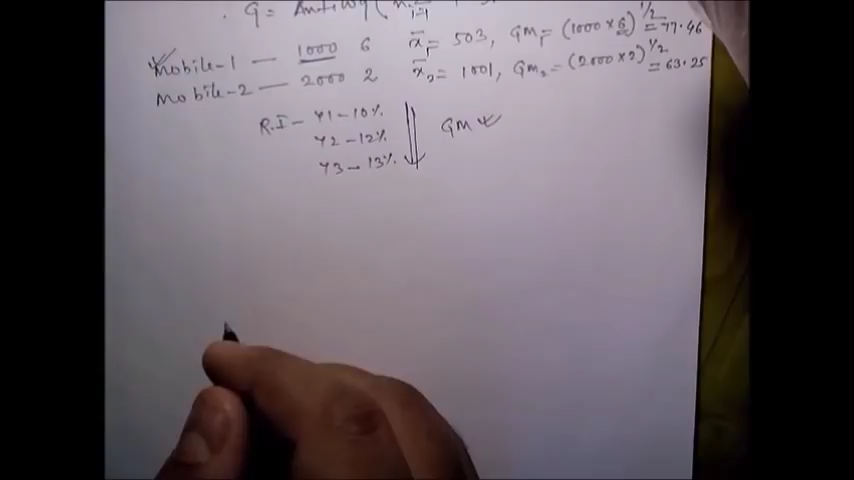 G = Antilog (
Mobile-1 — 1000 6 x̄₁ = 503, GM₁ = (1000 × 6)^1/2 = 77.46
Mobile-2 — 2000 2 x̄₂ = 1001, GM₂ = (2000 × 2)^1/2 = 63.25
R.I — Y1 — 10% GM
Y2 — 12%
Y3 — 13%